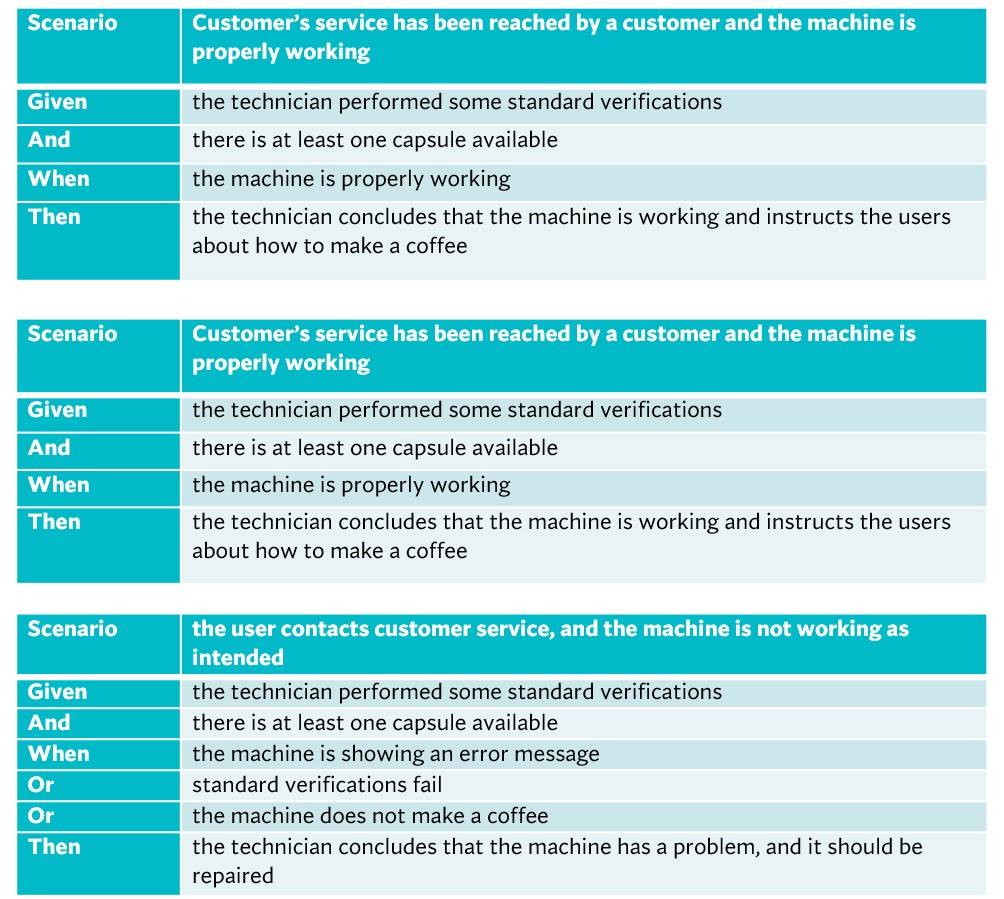 Scenario Customer’s service has been reached by a customer and the machine is
properly working
Given the technician performed some standard verifications
And there is at least one capsule available
When the machine is properly working
Then the technician concludes that the machine is working and instructs the users
about how to make a coffee
Scenario Customer’s service has been reached by a customer and the machine is
properly working
Given the technician performed some standard verifications
And there is at least one capsule available
When the machine is properly working
Then the technician concludes that the machine is working and instructs the users
about how to make a coffee
Scenario the user contacts customer service, and the machine is not working as
intended
Given the technician performed some standard verifications
And there is at least one capsule available
When the machine is showing an error message
Or standard verifications fail
Or the machine does not make a coffee
Then the technician concludes that the machine has a problem, and it should be
repaired